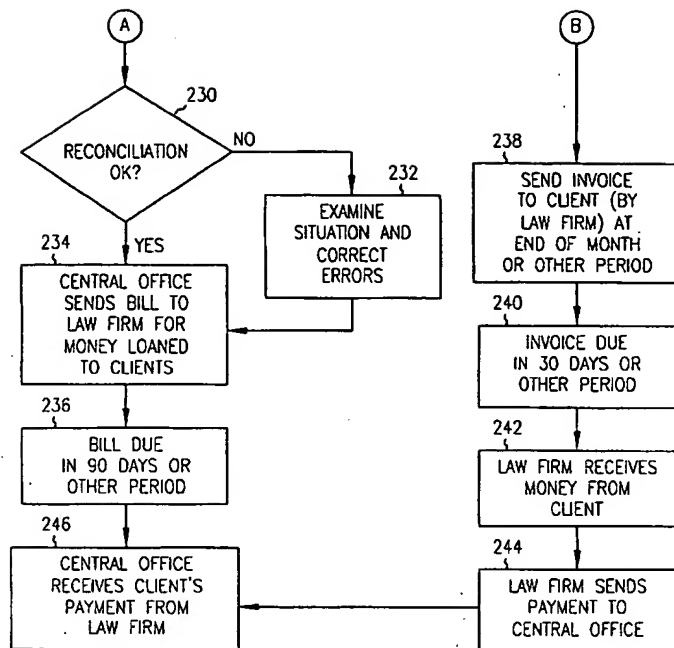 A
230
RECONCILIATION
OK?
NO
YES
232
EXAMINE
SITUATION AND
CORRECT
ERRORS
234
CENTRAL OFFICE
SENDS BILL TO
LAW FIRM FOR
MONEY LOANED
TO CLIENTS
236
BILL DUE
IN 90 DAYS OR
OTHER PERIOD
246
CENTRAL OFFICE
RECEIVES CLIENT'S
PAYMENT FROM
LAW FIRM
B
238
SEND INVOICE
TO CLIENT (BY
LAW FIRM) AT
END OF MONTH
OR OTHER PERIOD
240
INVOICE DUE
IN 30 DAYS OR
OTHER PERIOD
242
LAW FIRM RECEIVES
MONEY FROM
CLIENT
244
LAW FIRM SENDS
PAYMENT TO
CENTRAL OFFICE